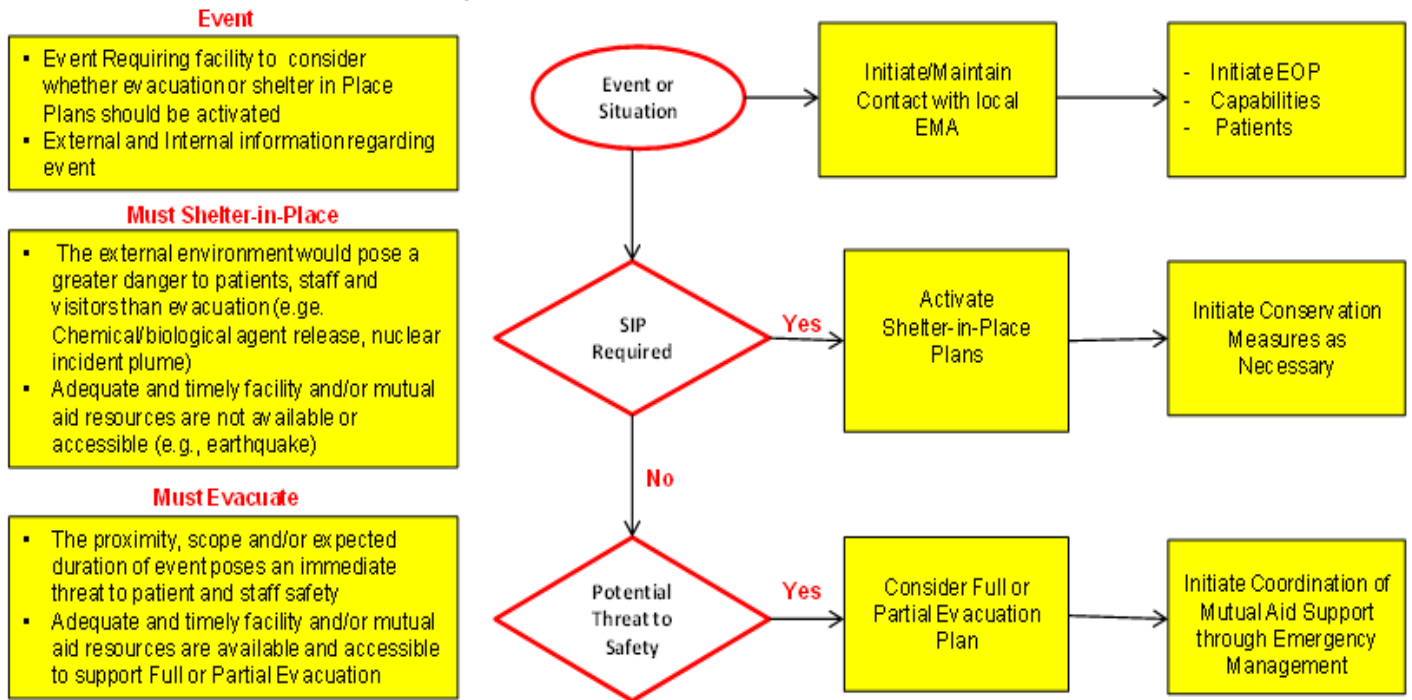 Event
▪ Event Requiring facility to consider
whether evacuation or shelter in Place
Plans should be activated
▪ External and Internal information regarding
event
Must Shelter-in-Place
▪ The external environment would pose a
greater danger to patients, staff and
visitors than evacuation (e.ge.
Chemical/biological agent release, nuclear
incident plume)
▪ Adequate and timely facility and/or mutual
aid resources are not available or
accessible (e.g., earthquake)
Must Evacuate
▪ The proximity, scope and/or expected
duration of event poses an immediate
threat to patient and staff safety
▪ Adequate and timely facility and/or mutual
aid resources are available and accessible
to support Full or Partial Evacuation
Event or
Situation
Initiate/Maintain
Contact with local
EMA
- Initiate EOP
- Capabilities
- Patients
SIP
Required
Yes
Activate
Shelter-in-Place
Plans
Initiate Conservation
Measures as
Necessary
No
Potential
Threat to
Safety
Yes
Consider Full or
Partial Evacuation
Plan
Initiate Coordination of
Mutual Aid Support
through Emergency
Management